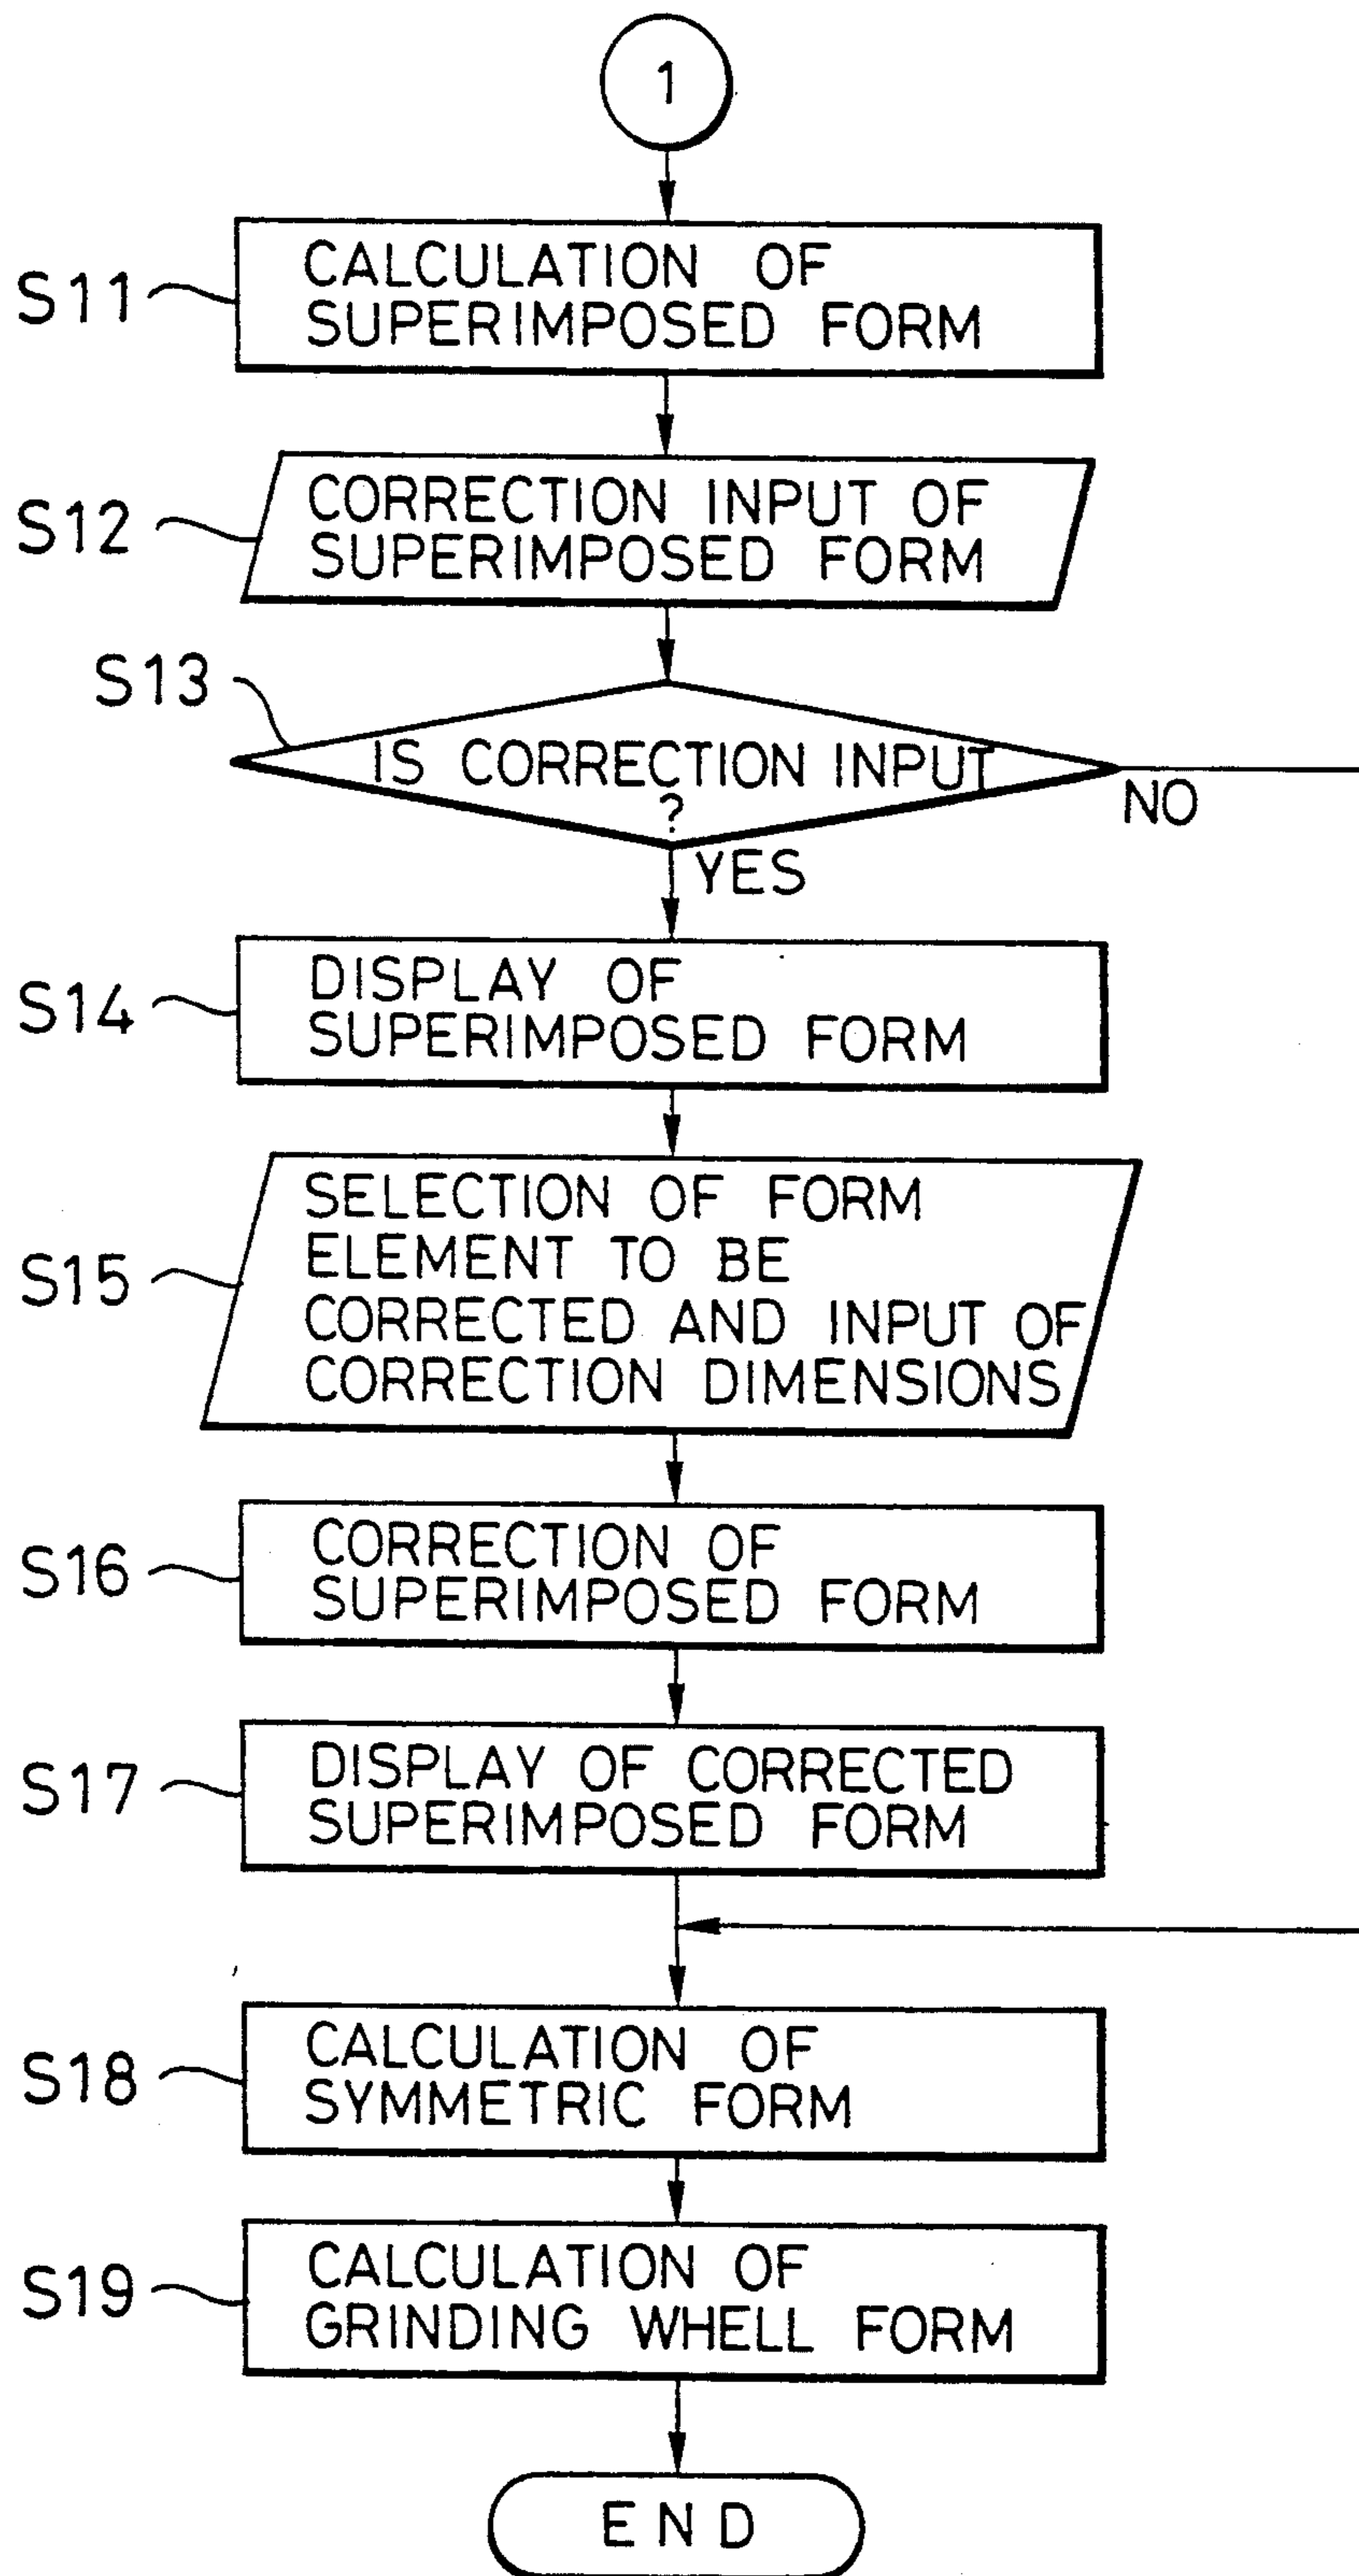 1
S11
CALCULATION OF
SUPERIMPOSED FORM
S12
CORRECTION INPUT OF
SUPERIMPOSED FORM
S13
IS CORRECTION INPUT
?
NO
YES
S14
DISPLAY OF
SUPERIMPOSED FORM
S15
SELECTION OF FORM
ELEMENT TO BE
CORRECTED AND INPUT OF
CORRECTION DIMENSIONS
S16
CORRECTION OF
SUPERIMPOSED FORM
S17
DISPLAY OF CORRECTED
SUPERIMPOSED FORM
S18
CALCULATION OF
SYMMETRIC FORM
S19
CALCULATION OF
GRINDING WHELL FORM
END